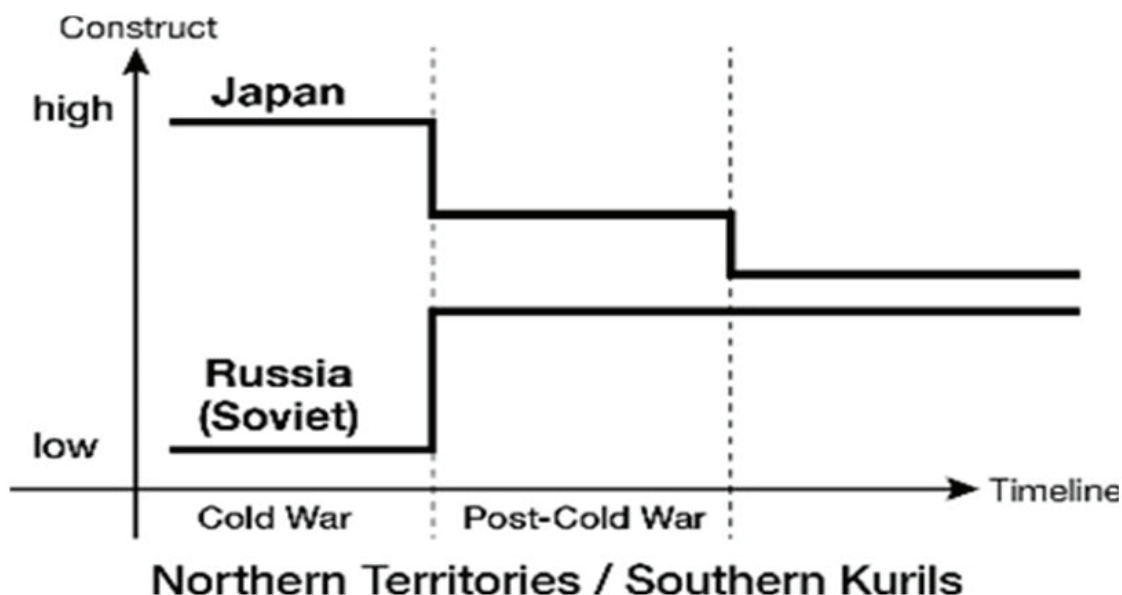 Construct
high
Japan
Russia
(Soviet)
low
Timeline
Cold War
Post-Cold War
Northern Territories / Southern Kurils